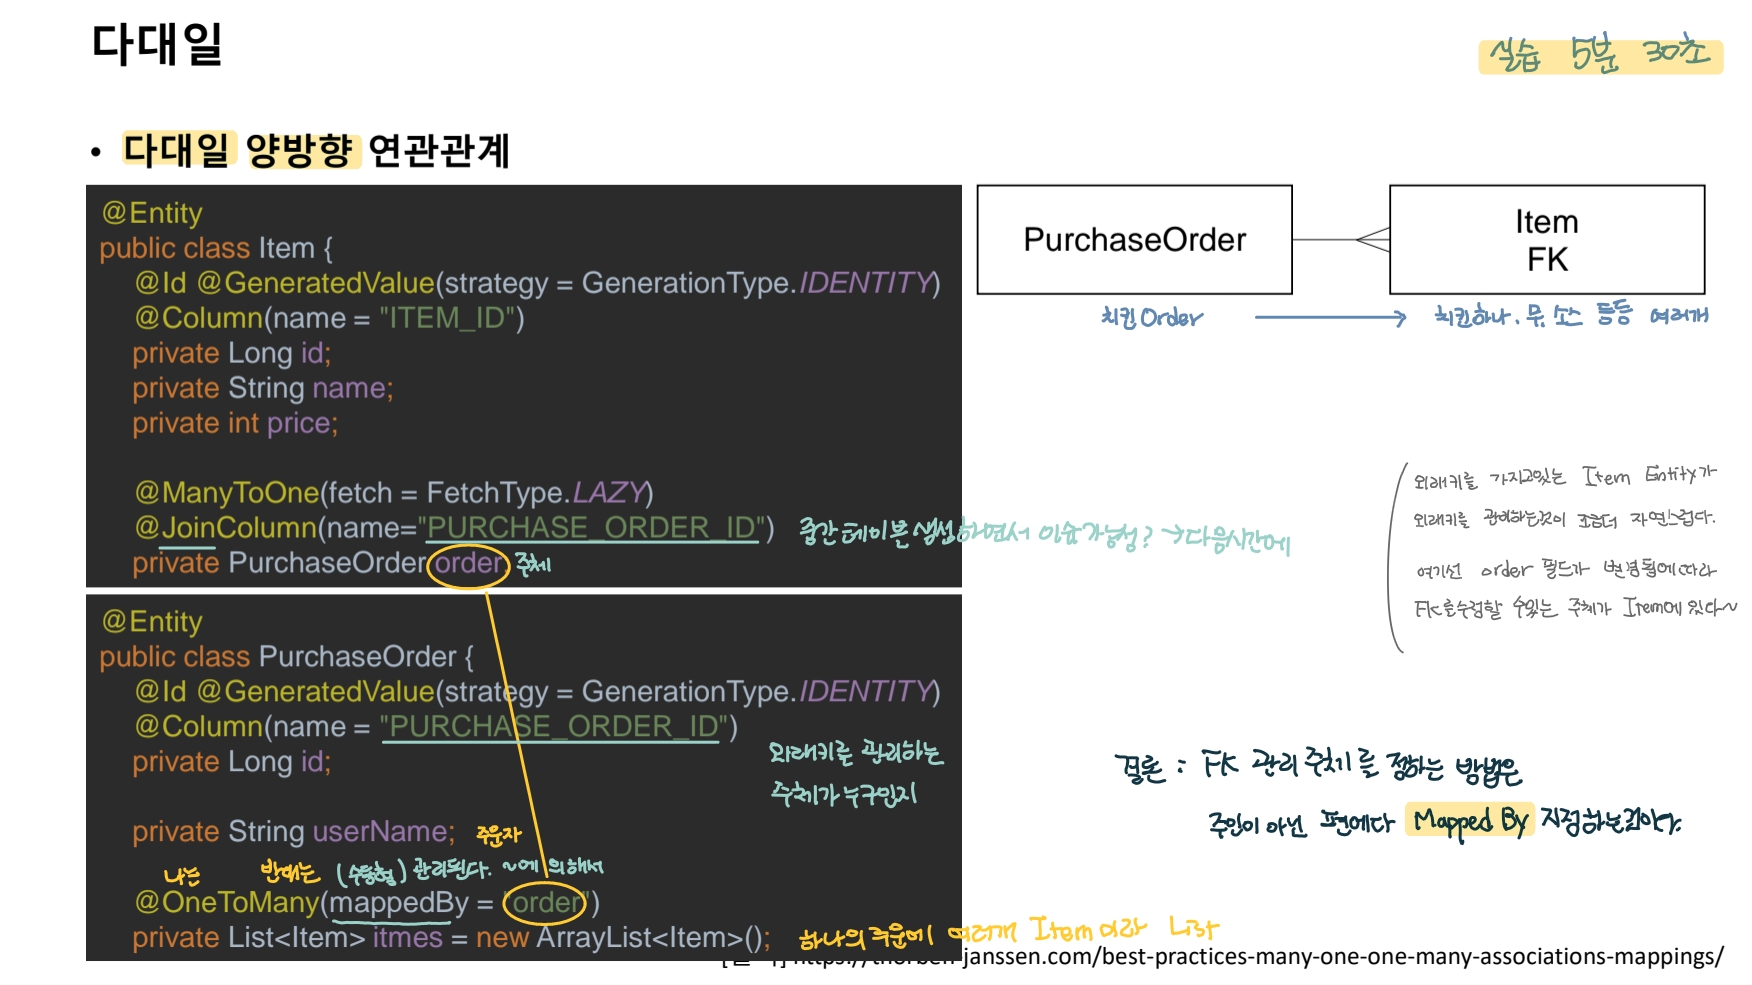 다대일
실습 5분 30초
• 다대일 양방향 연관관계
@Entity
public class Item {
@Id @GeneratedValue(strategy = GenerationType.IDENTITY)
@Column(name = "ITEM_ID")
private Long id;
private String name;
private int price;
@ManyToOne(fetch = FetchType.LAZY)
@JoinColumn(name="PURCHASE_ORDER_ID") 중간 테이블 생성하면서 이슈가능성? →다음시간에
private PurchaseOrder order; 주체
PurchaseOrder
Item
FK
치킨 Order → 치킨하나, 무, 소스 등등 여러개
외래키를 가지고있는 Item Entity가
외래키를 관리하는것이 조금더 자연스럽다.
여기선 order 필드가 변경됨에따라
FK를수정할 수있는 주체가 Item에 있다~
@Entity
public class PurchaseOrder {
@Id @GeneratedValue(strategy = GenerationType.IDENTITY)
@Column(name = "PURCHASE_ORDER_ID")
private Long id;
외래키를 관리하는
주체가 누구인지
private String userName; 주문자
나는 반대는 (수동형) 관리된다. ~에 의해서
@OneToMany(mappedBy = "order")
private List<Item> itmes = new ArrayList<Item>(); 하나의 주문에 여러개 Item 이라 List
결론 : FK 관리 주체를 정하는 방법은
주인이 아닌 편에다 Mapped By 지정하는것이다.
https://thorben-janssen.com/best-practices-many-one-one-many-associations-mappings/